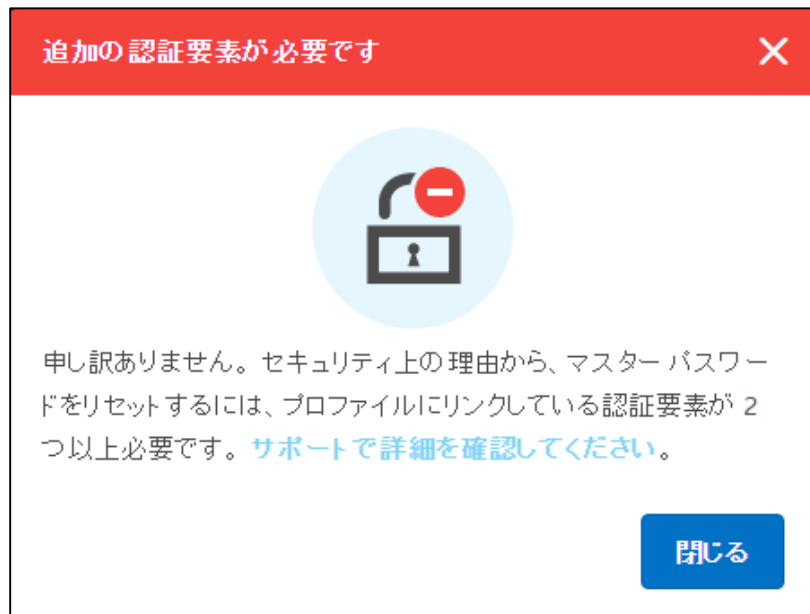 追加の認証要素が必要です
申し訳ありません。セキュリティ上の理由から、マスター パスワー
ドをリセットするには、プロファイルにリンクしている認証要素が 2
つ以上必要です。サポートで詳細を確認してください。
閉じる